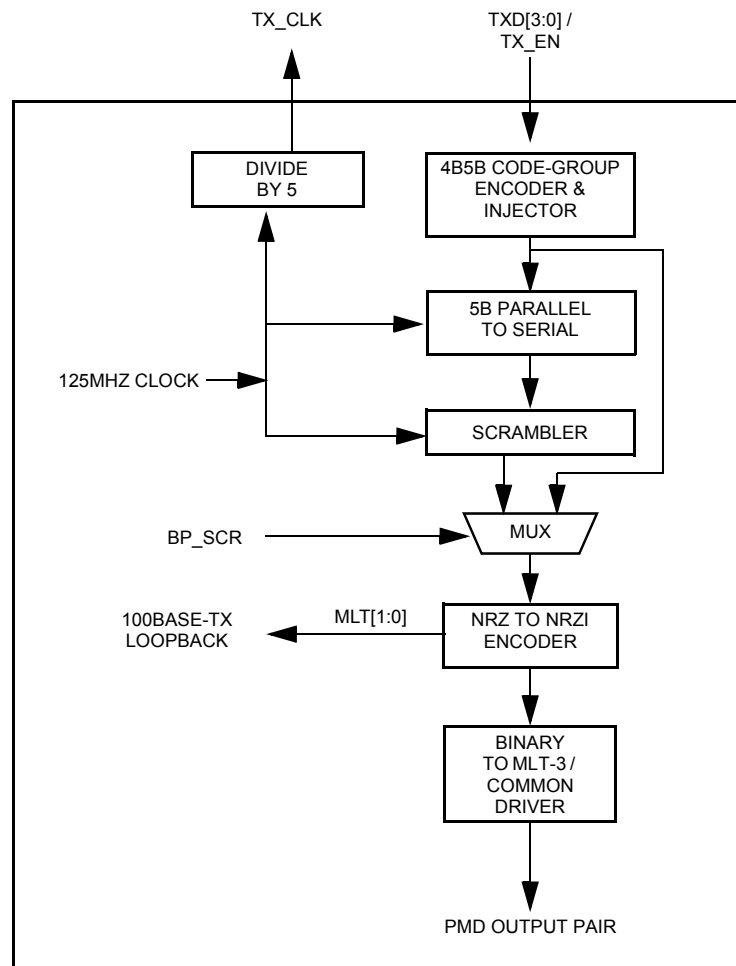 TX_CLK
TXD[3:0] /
TX_EN
DIVIDE
BY 5
4B5B CODE-GROUP
ENCODER &
INJECTOR
5B PARALLEL
TO SERIAL
125MHZ CLOCK
SCRAMBLER
BP_SCR
MUX
100BASE-TX
LOOPBACK
MLT[1:0]
NRZ TO NRZI
ENCODER
BINARY
TO MLT-3 /
COMMON
DRIVER
PMD OUTPUT PAIR